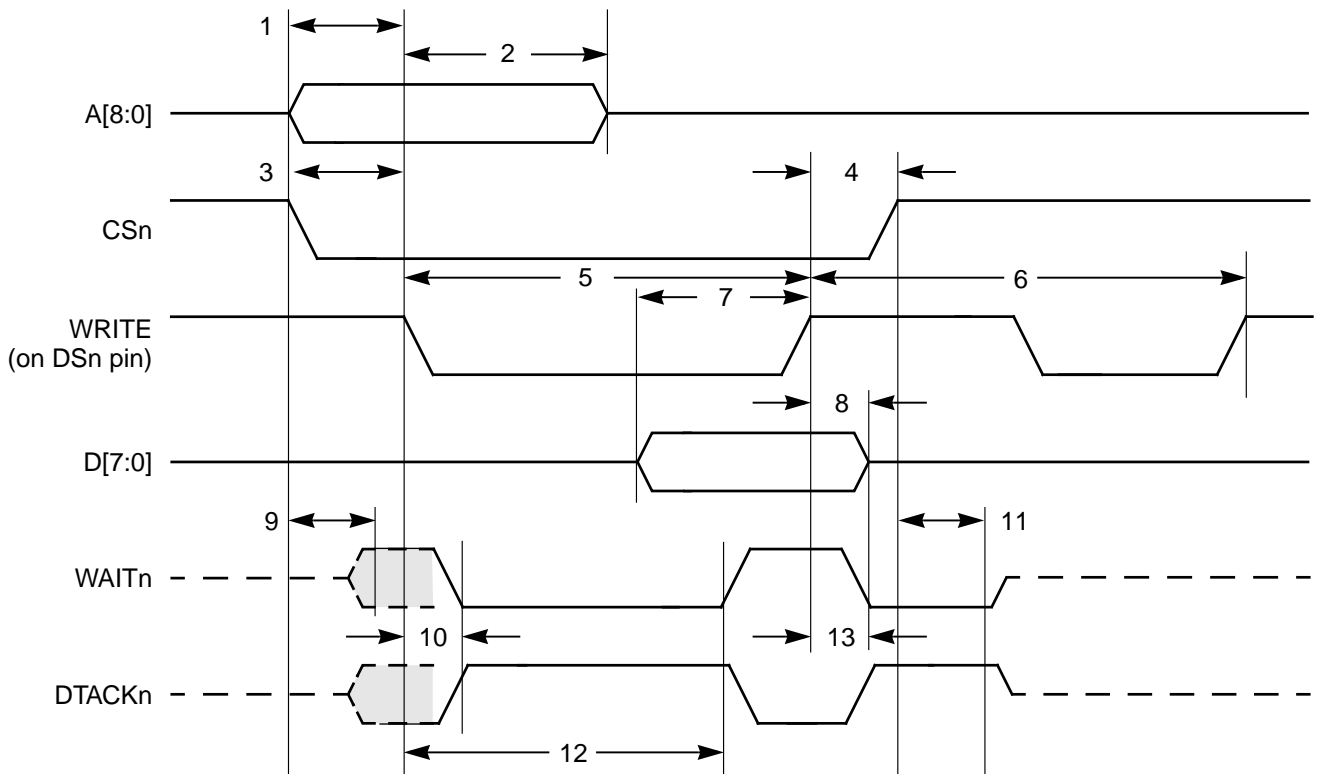 1
2
A[8:0]
3
4
CSn
5
6
7
WRITE
(on DSn pin)
8
D[7:0]
9
11
WAITn
10
13
DTACKn
12